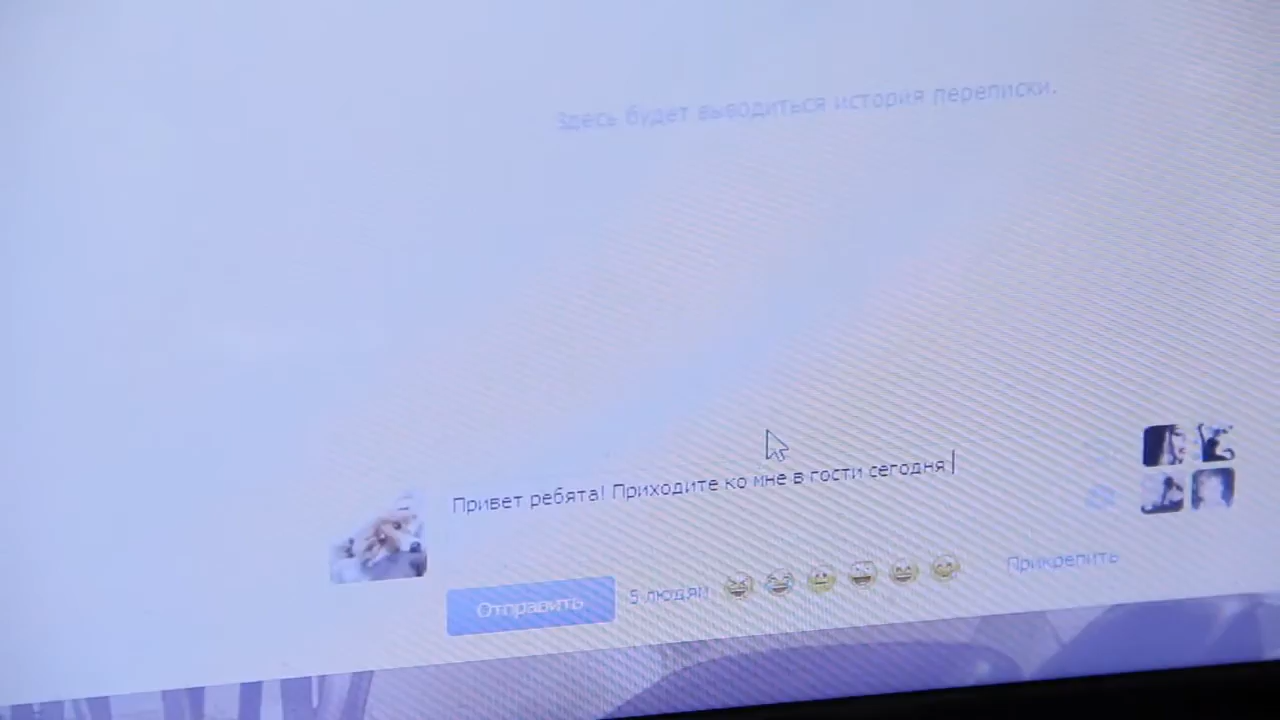 Здесь будет выводиться история переписки.
Привет ребята! Приходите ко мне в гости сегодня
Отправить 5 людям Прикрепить